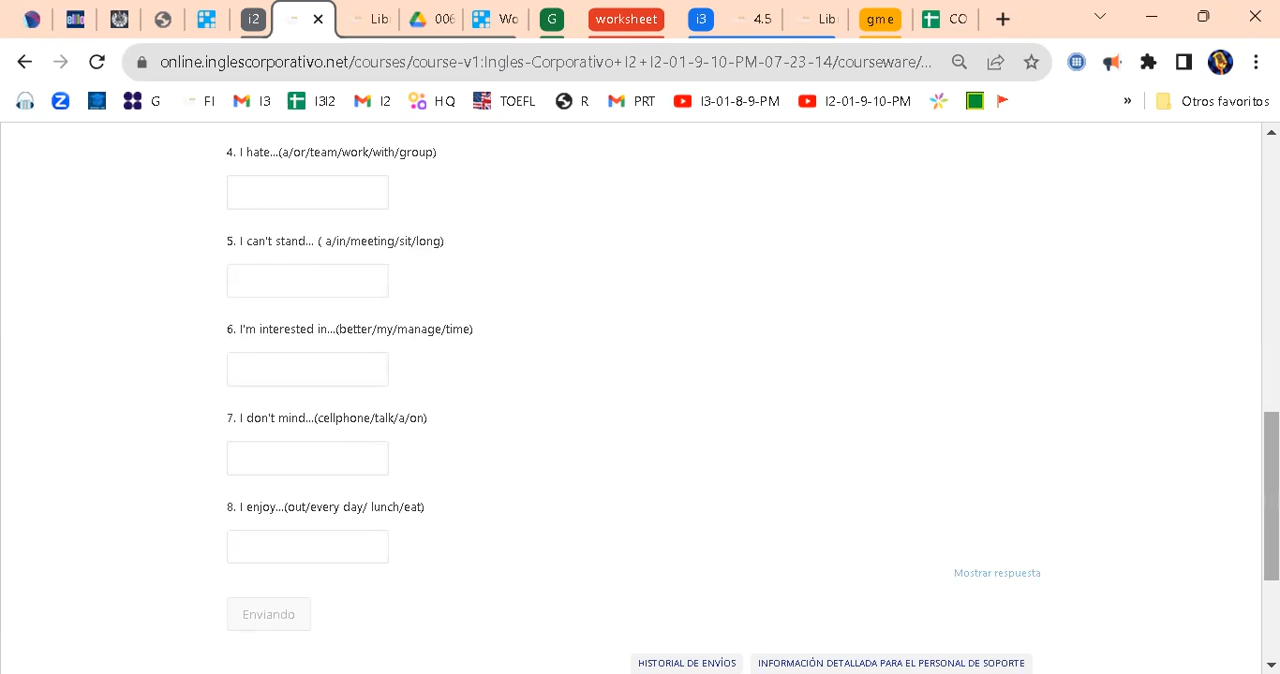 i2
Lib
006
Wo
G
worksheet
i3
4.5
Lib
gme
CO
online.inglescorporativo.net/courses/course-v1:Ingles-Corporativo+I2+I2-01-9-10-PM-07-23-14/courseware/...
G
FI
I3
I3I2
I2
HQ
TOEFL
R
PRT
I3-01-8-9-PM
I2-01-9-10-PM
»
Otros favoritos
4. I hate...(a/or/team/work/with/group)
5. I can't stand... ( a/in/meeting/sit/long)
6. I'm interested in...(better/my/manage/time)
7. I don't mind...(cellphone/talk/a/on)
8. I enjoy...(out/every day/ lunch/eat)
Mostrar respuesta
Enviando
HISTORIAL DE ENVÍOS
INFORMACIÓN DETALLADA PARA EL PERSONAL DE SOPORTE